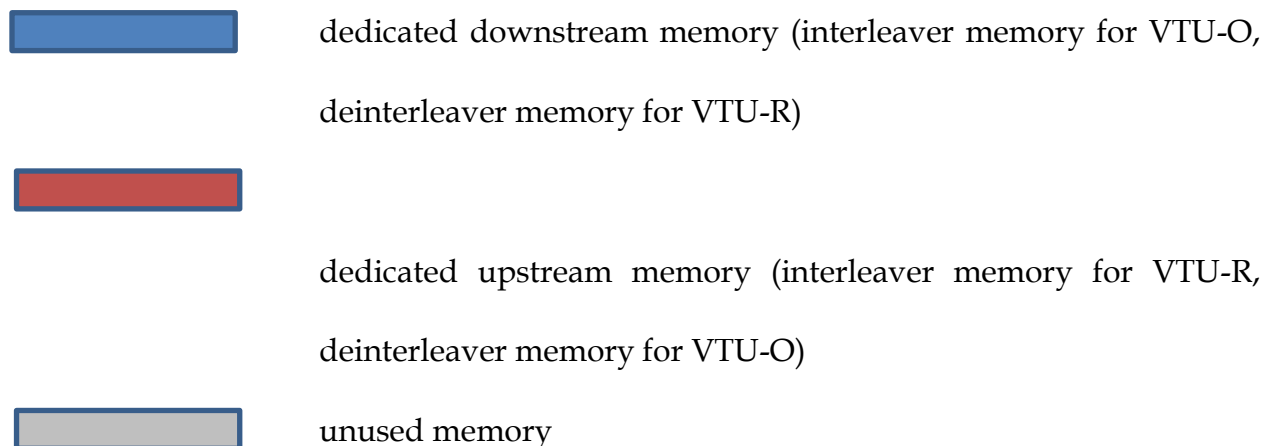 dedicated downstream memory (interleaver memory for VTU-O,
deinterleaver memory for VTU-R)
dedicated upstream memory (interleaver memory for VTU-R,
deinterleaver memory for VTU-O)
unused memory